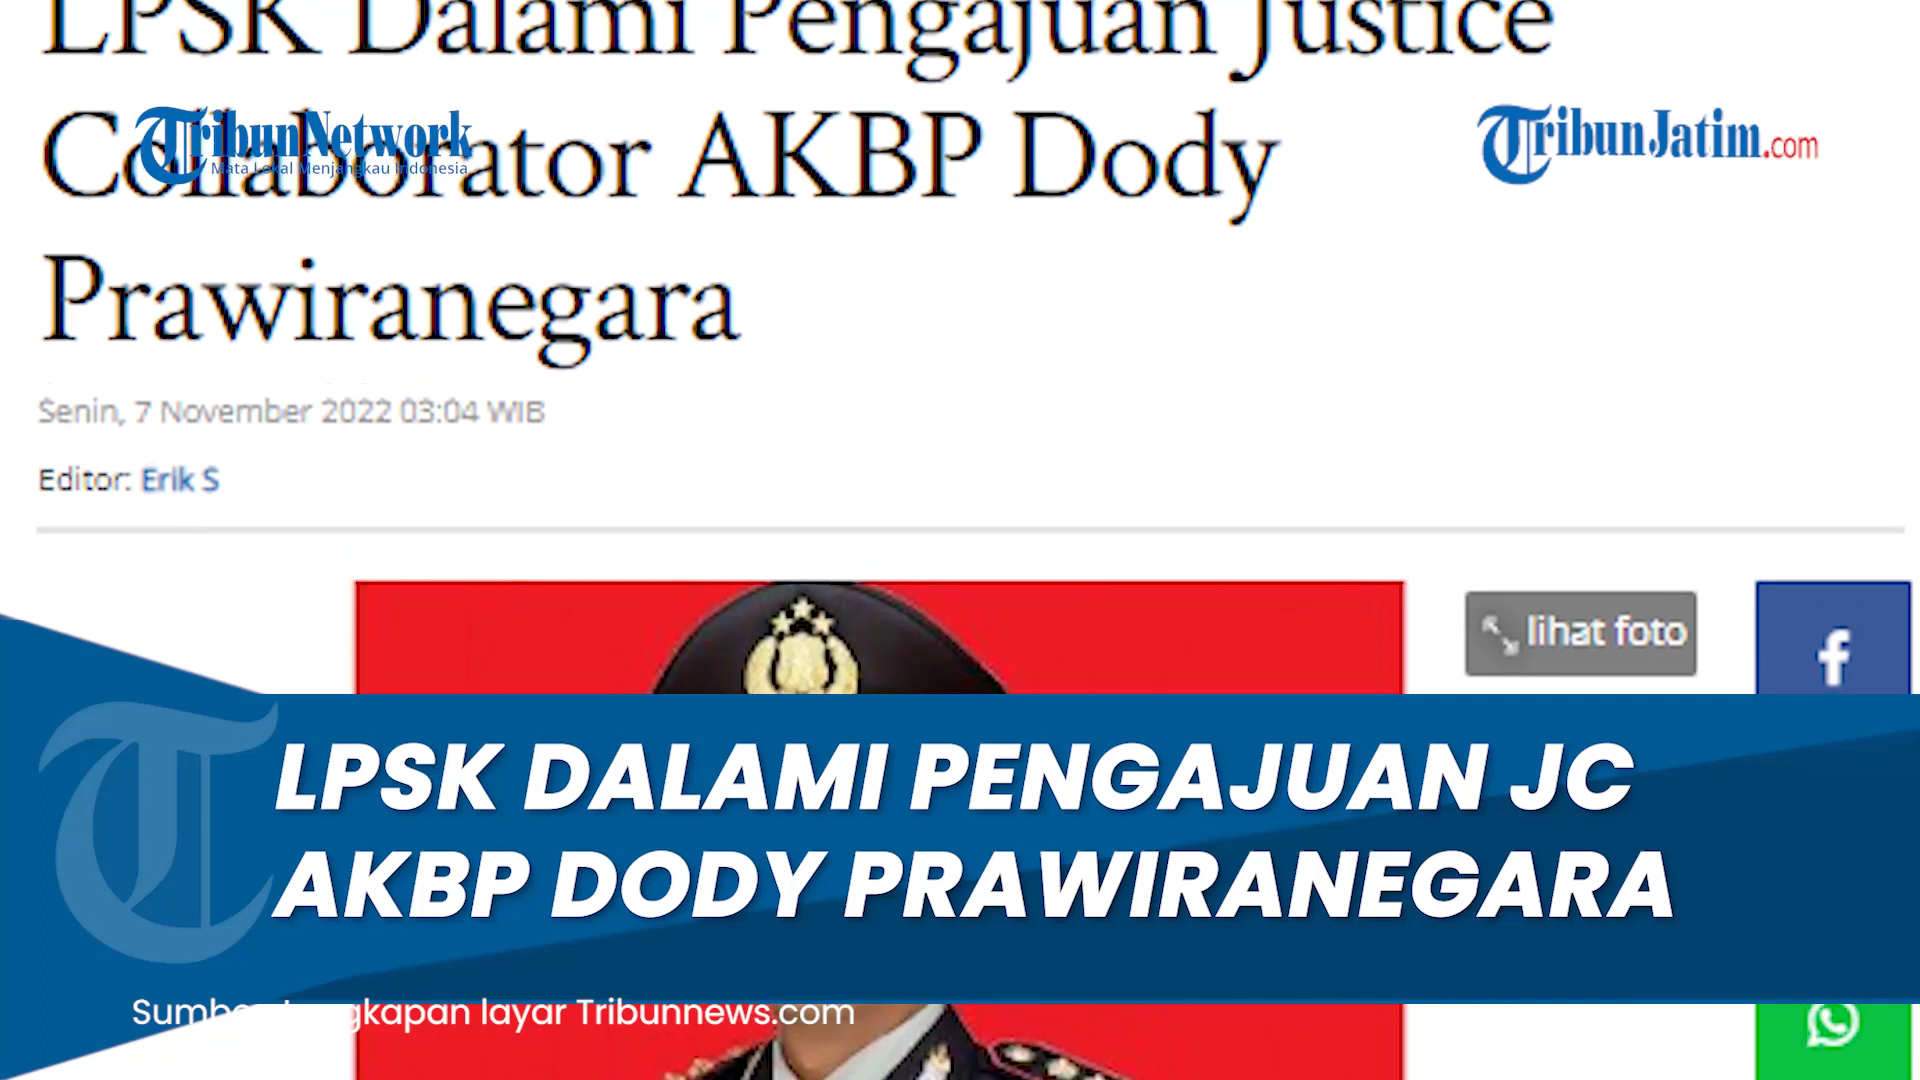 LPSK Dalami Pengajuan Justice
Collaborator AKBP Dody
Prawiranegara
TribunNetwork
Mata Lokal Menjangkau Indonesia
TribunJatim.com
Senin, 7 November 2022 03:04 WIB
Editor: Erik S
lihat foto
LPSK DALAMI PENGAJUAN JC
AKBP DODY PRAWIRANEGARA
Sumber tangkapan layar Tribunnews.com